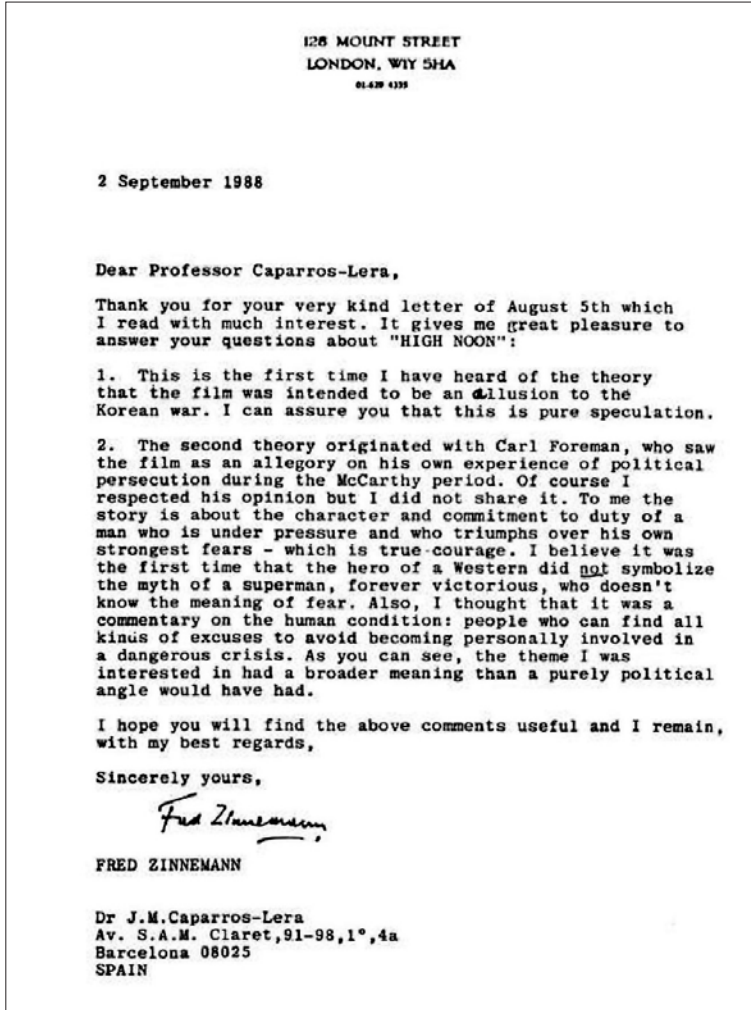 128 MOUNT STREET
LONDON, W1Y 5HA
01-629 4335
2 September 1988
Dear Professor Caparros-Lera,
Thank you for your very kind letter of August 5th which
I read with much interest. It gives me great pleasure to
answer your questions about "HIGH NOON":
1. This is the first time I have heard of the theory
that the film was intended to be an allusion to the
Korean war. I can assure you that this is pure speculation.
2. The second theory originated with Carl Foreman, who saw
the film as an allegory on his own experience of political
persecution during the McCarthy period. Of course I
respected his opinion but I did not share it. To me the
story is about the character and commitment to duty of a
man who is under pressure and who triumphs over his own
strongest fears - which is true courage. I believe it was
the first time that the hero of a Western did not symbolize
the myth of a superman, forever victorious, who doesn't
know the meaning of fear. Also, I thought that it was a
commentary on the human condition: people who can find all
kinds of excuses to avoid becoming personally involved in
a dangerous crisis. As you can see, the theme I was
interested in had a broader meaning than a purely political
angle would have had.
I hope you will find the above comments useful and I remain,
with my best regards,
Sincerely yours,
Fred Zinnemann
FRED ZINNEMANN
Dr J.M.Caparros-Lera
Av. S.A.M. Claret,91-98,1°,4a
Barcelona 08025
SPAIN